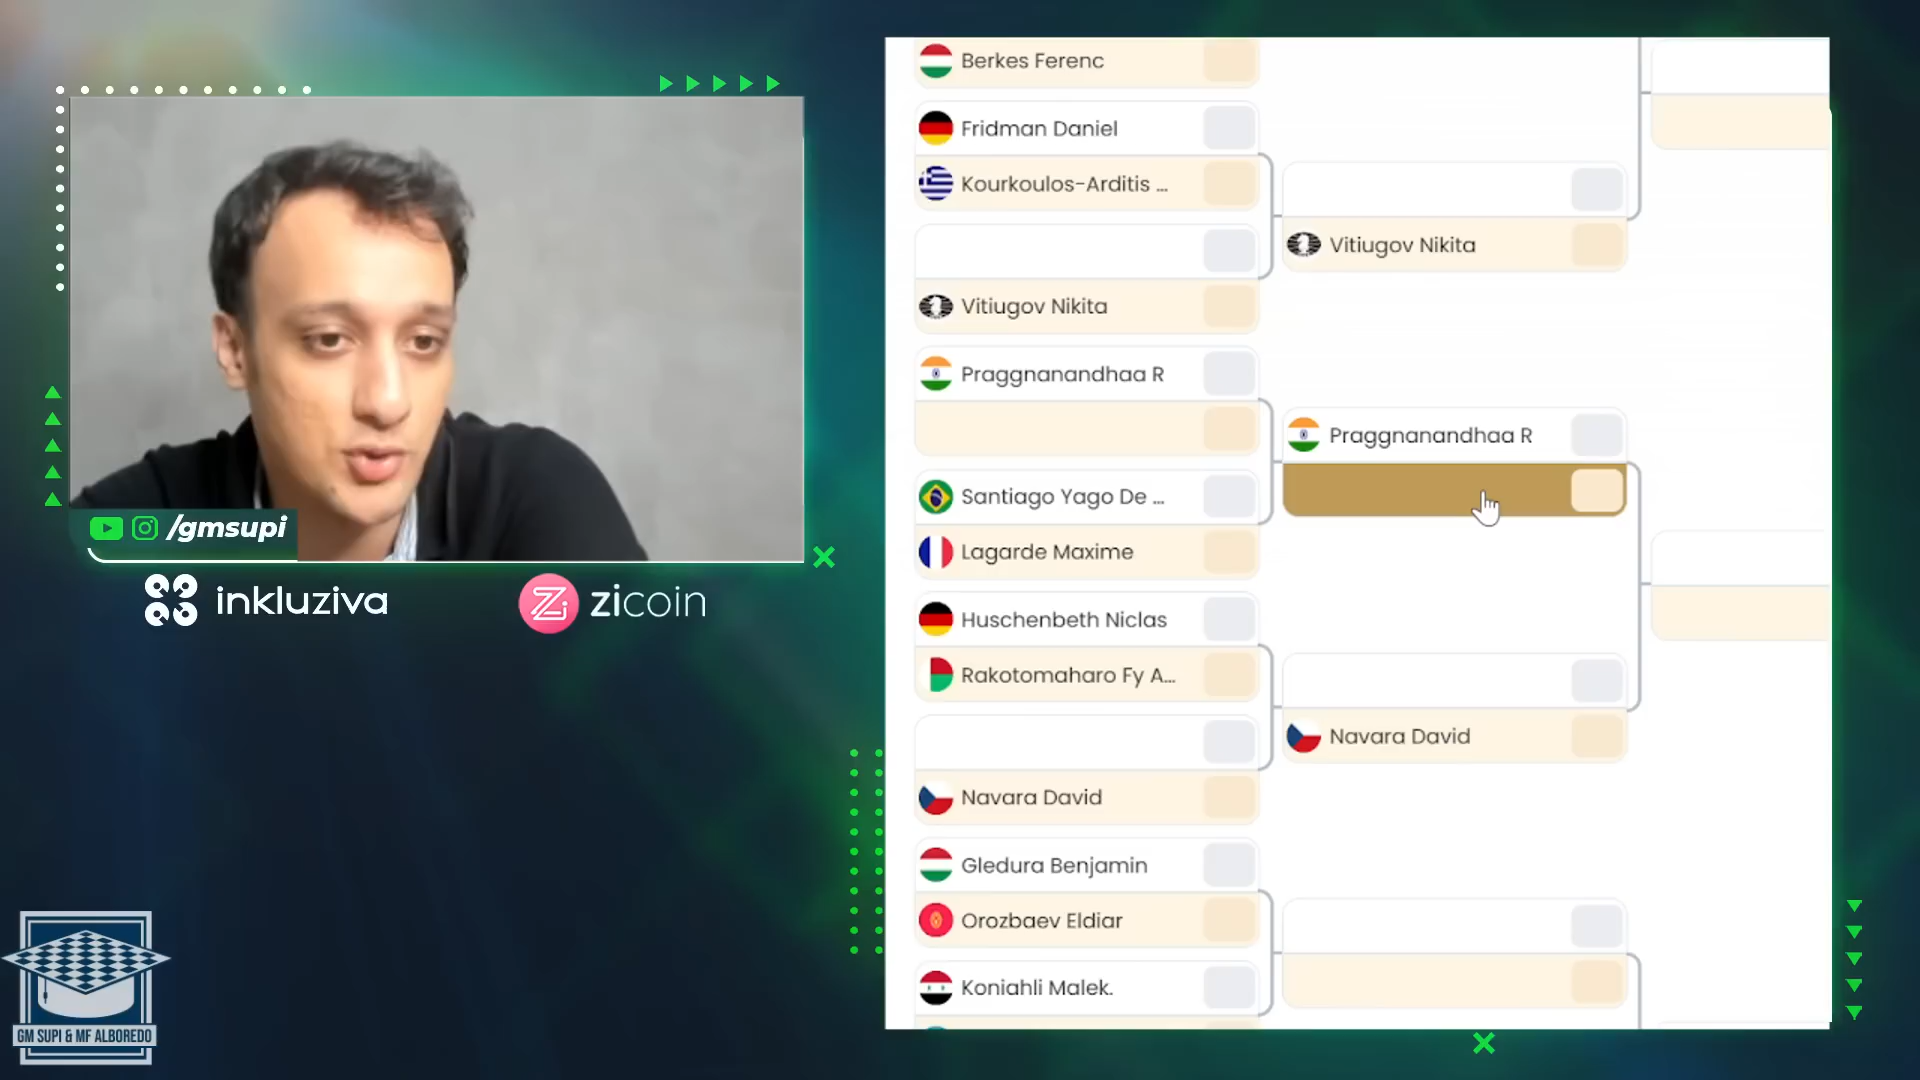 /gmsupi
inkluziva
zicoin
GM SUPI & MF ALBOREDO
Berkes Ferenc
Fridman Daniel
Kourkoulos-Arditis ...
Vitiugov Nikita
Praggnanandhaa R
Santiago Yago De ...
Lagarde Maxime
Huschenbeth Niclas
Rakotomaharo Fy A...
Navara David
Gledura Benjamin
Orozbaev Eldiar
Koniahli Malek.
Vitiugov Nikita
Praggnanandhaa R
Navara David